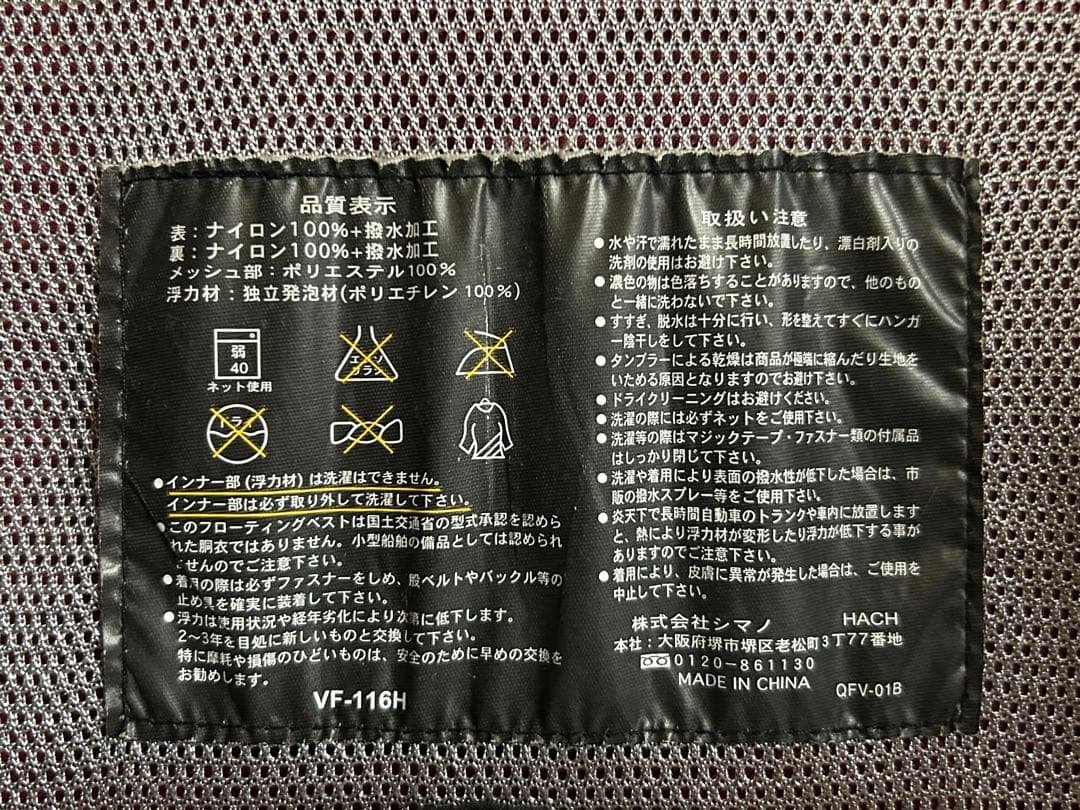 品質表示
表：ナイロン100%+撥水加工
裏：ナイロン100%+撥水加工
メッシュ部：ポリエステル100%
浮力材：独立発泡材(ポリエチレン100%)
弱
40
ネット使用
エンソ
サラシ
ドライ
●インナー部(浮力材)は洗濯はできません。
インナー部は必ず取り外して洗濯して下さい。
●このフローティングベストは国土交通省の型式承認を認めら
れた胴衣ではありません。小型船舶の備品としては認められ
ませんのでご注意下さい。
●着用の際は必ずファスナーをしめ、股ベルトやバックル等の
止め具を確実に装着して下さい。
●浮力は使用状況や経年劣化により次第に低下します。
2～3年を目処に新しいものと交換して下さい。
特に摩耗や損傷のひどいものは、安全のために早めの交換を
お勧めします。
VF-116H
取扱い注意
●水や汗で濡れたまま長時間放置したり、漂白剤入りの
洗剤の使用はお避け下さい。
●濃色の物は色落ちすることがありますので、他のもの
と一緒に洗わないで下さい。
●すすぎ、脱水は十分に行い、形を整えてすぐにハンガ
ー陰干しをして下さい。
●タンブラーによる乾燥は商品が極端に縮んだり生地を
いためる原因となりますのでお避け下さい。
●ドライクリーニングはお避けください。
●洗濯の際には必ずネットをご使用下さい。
●洗濯等の際はマジックテープ・ファスナー類の付属品
はしっかり閉じて下さい。
●洗濯や着用により表面の撥水性が低下した場合は、市
販の撥水スプレー等をご使用下さい。
●炎天下で長時間自動車のトランクや車内に放置します
と、熱により浮力材が変形したり浮力が低下する事が
ありますのでご注意下さい。
●着用により、皮膚に異常が発生した場合は、ご使用を
中止して下さい。
株式会社シマノ HACH
本社：大阪府堺市堺区老松町3丁77番地
0120-861130
MADE IN CHINA QFV-01B